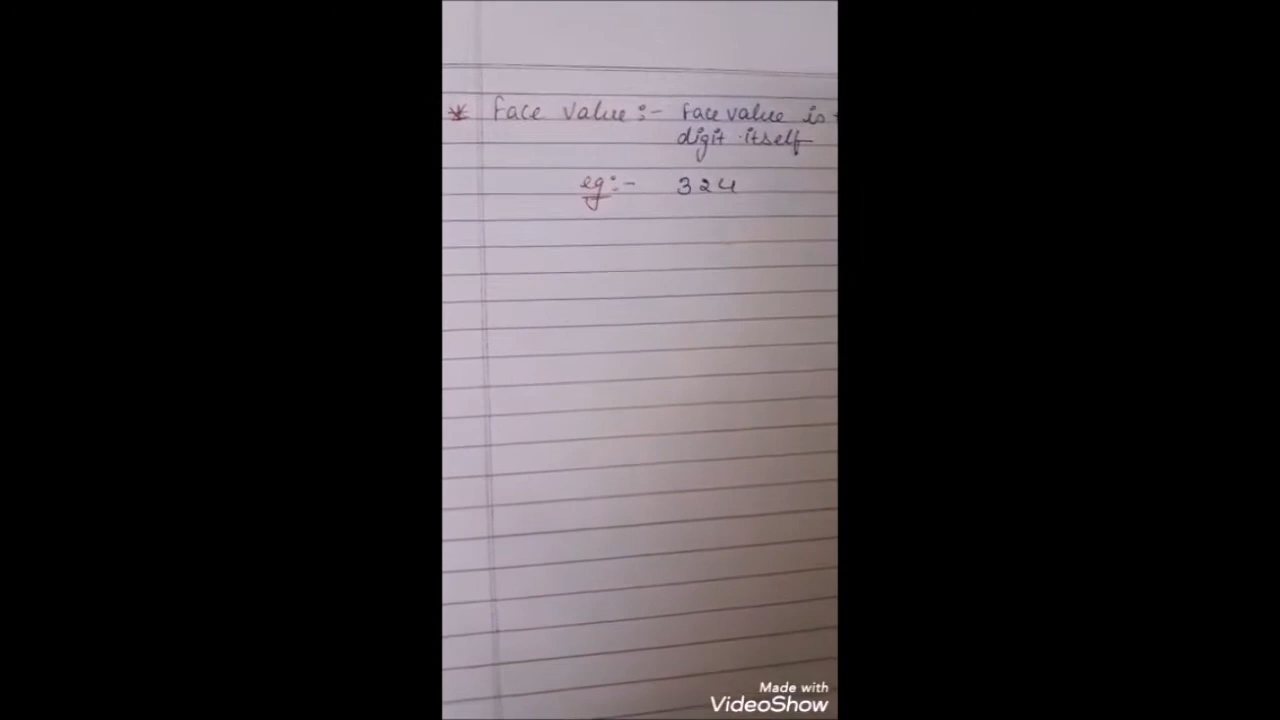 * Face value :- Face value is
digit itself
eg:- 324
Made with
VideoShow